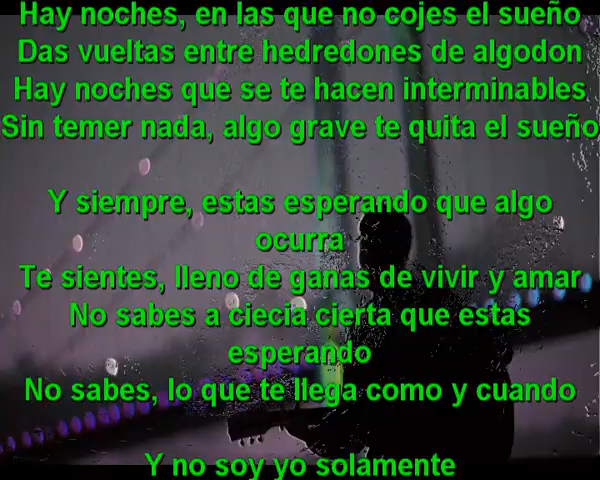 Hay noches, en las que no cojes el sueño
Das vueltas entre hedredones de algodon
Hay noches que se te hacen interminables
Sin temer nada, algo grave te quita el sueño
Y siempre, estas esperando que algo
ocurra
Te sientes, lleno de ganas de vivir y amar
No sabes a ciecia cierta que estas
esperando
No sabes, lo que te llega como y cuando
Y no soy yo solamente